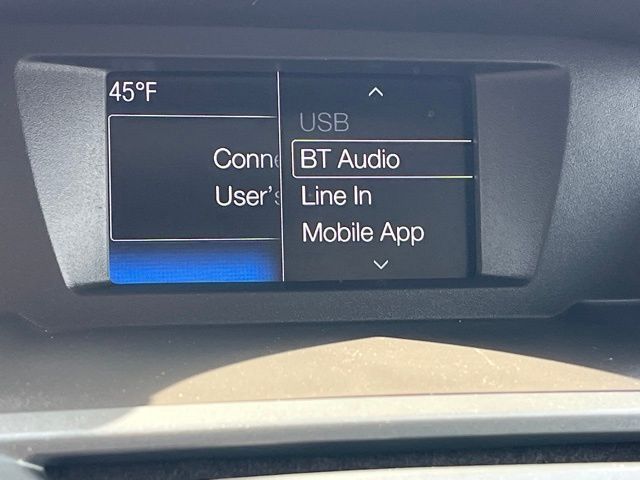 45°F
USB
BT Audio
Line In
Mobile App
Conne
User's